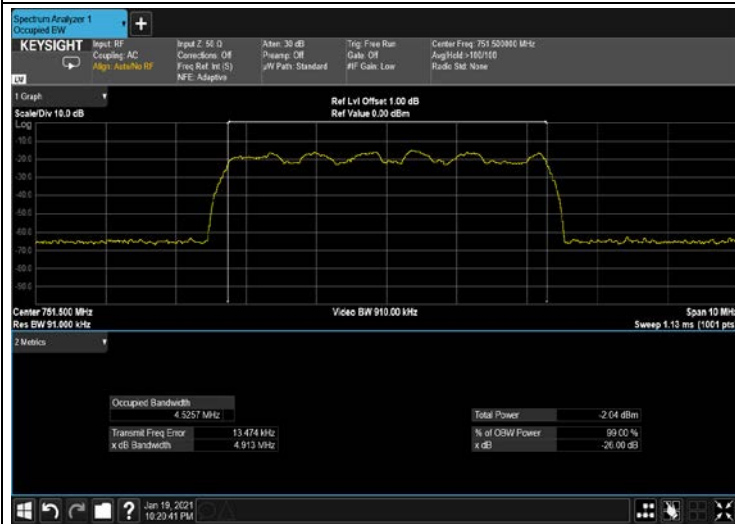 Spectrum Analyzer 1
Occupied BW
+
KEYSIGHT
Input: RF
Coupling: AC
Align: Auto/No RF
Input Z: 50 Ω
Corrections: Off
Freq Ref: Int (S)
NFE: Adaptive
Atten: 30 dB
Preamp: Off
µW Path: Standard
Trig: Free Run
Gate: Off
#IF Gain: Low
Center Freq: 751.500000 MHz
Avg|Hold:>100/100
Radio Std: None
1 Graph
Scale/Div 10.0 dB
Ref Lvl Offset 1.00 dB
Ref Value 0.00 dBm
Log
-10.0
-20.0
-30.0
-40.0
-50.0
-60.0
-70.0
-80.0
-90.0
Center 751.500 MHz
Res BW 91.000 kHz
Video BW 910.00 kHz
Span 10 MHz
Sweep 1.13 ms (1001 pts)
2 Metrics
Occupied Bandwidth
4.5257 MHz
Transmit Freq Error 13.474 kHz
x dB Bandwidth 4.913 MHz
Total Power -2.04 dBm
% of OBW Power 99.00 %
x dB -26.00 dB
?
Jan 19, 2021
10:20:41 PM